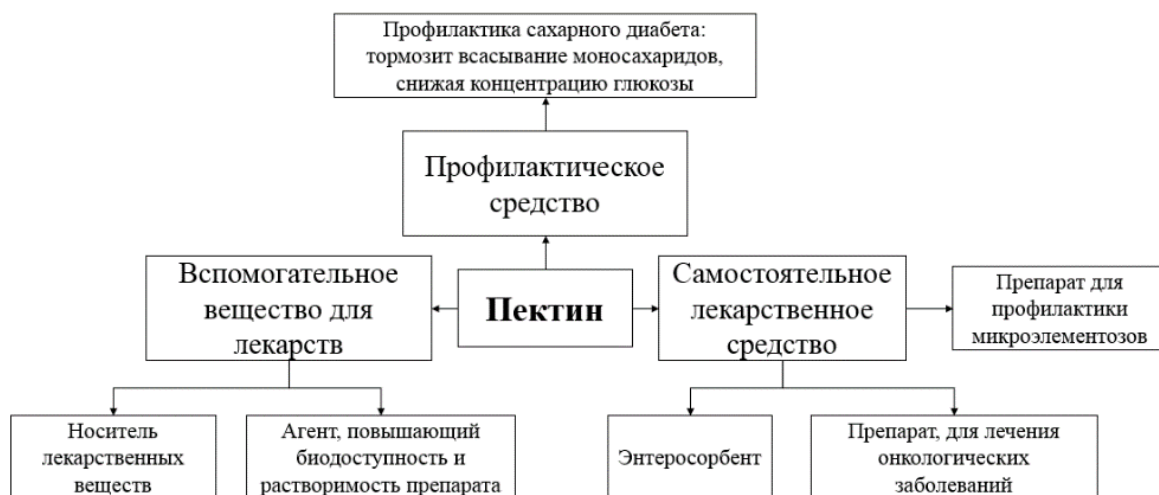 Профилактика сахарного диабета:
тормозит всасывание моносахаридов,
снижая концентрацию глюкозы
Профилактическое
средство
Вспомогательное
вещество для
лекарств
Пектин
Самостоятельное
лекарственное
средство
Препарат для
профилактики
микроэлементозов
Носитель
лекарственных
веществ
Агент, повышающий
биодоступность и
растворимость препарата
Энтеросорбент
Препарат, для лечения
онкологических
заболеваний